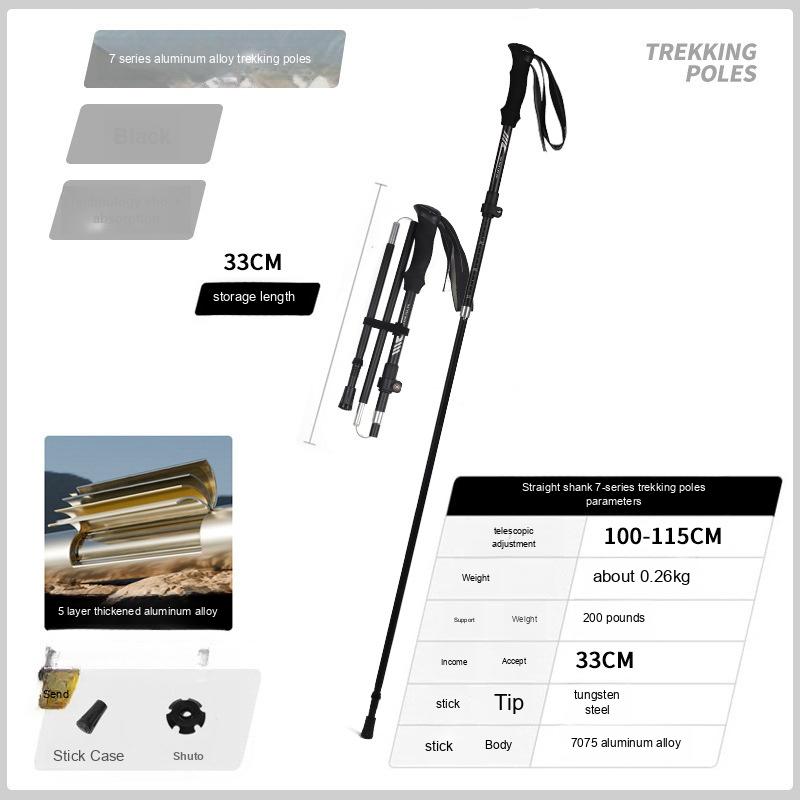 7 series aluminum alloy trekking poles
TREKKING
POLES
Black
Technology shock
absorption
33CM
storage length
5 layer thickened aluminum alloy
Send
Stick Case
Shuto
Straight shank 7-series trekking poles
parameters
telescopic
adjustment
100-115CM
Weight
about 0.26kg
Support Weight
200 pounds
Income Accept
33CM
stick Tip
tungsten
steel
stick Body
7075 aluminum alloy